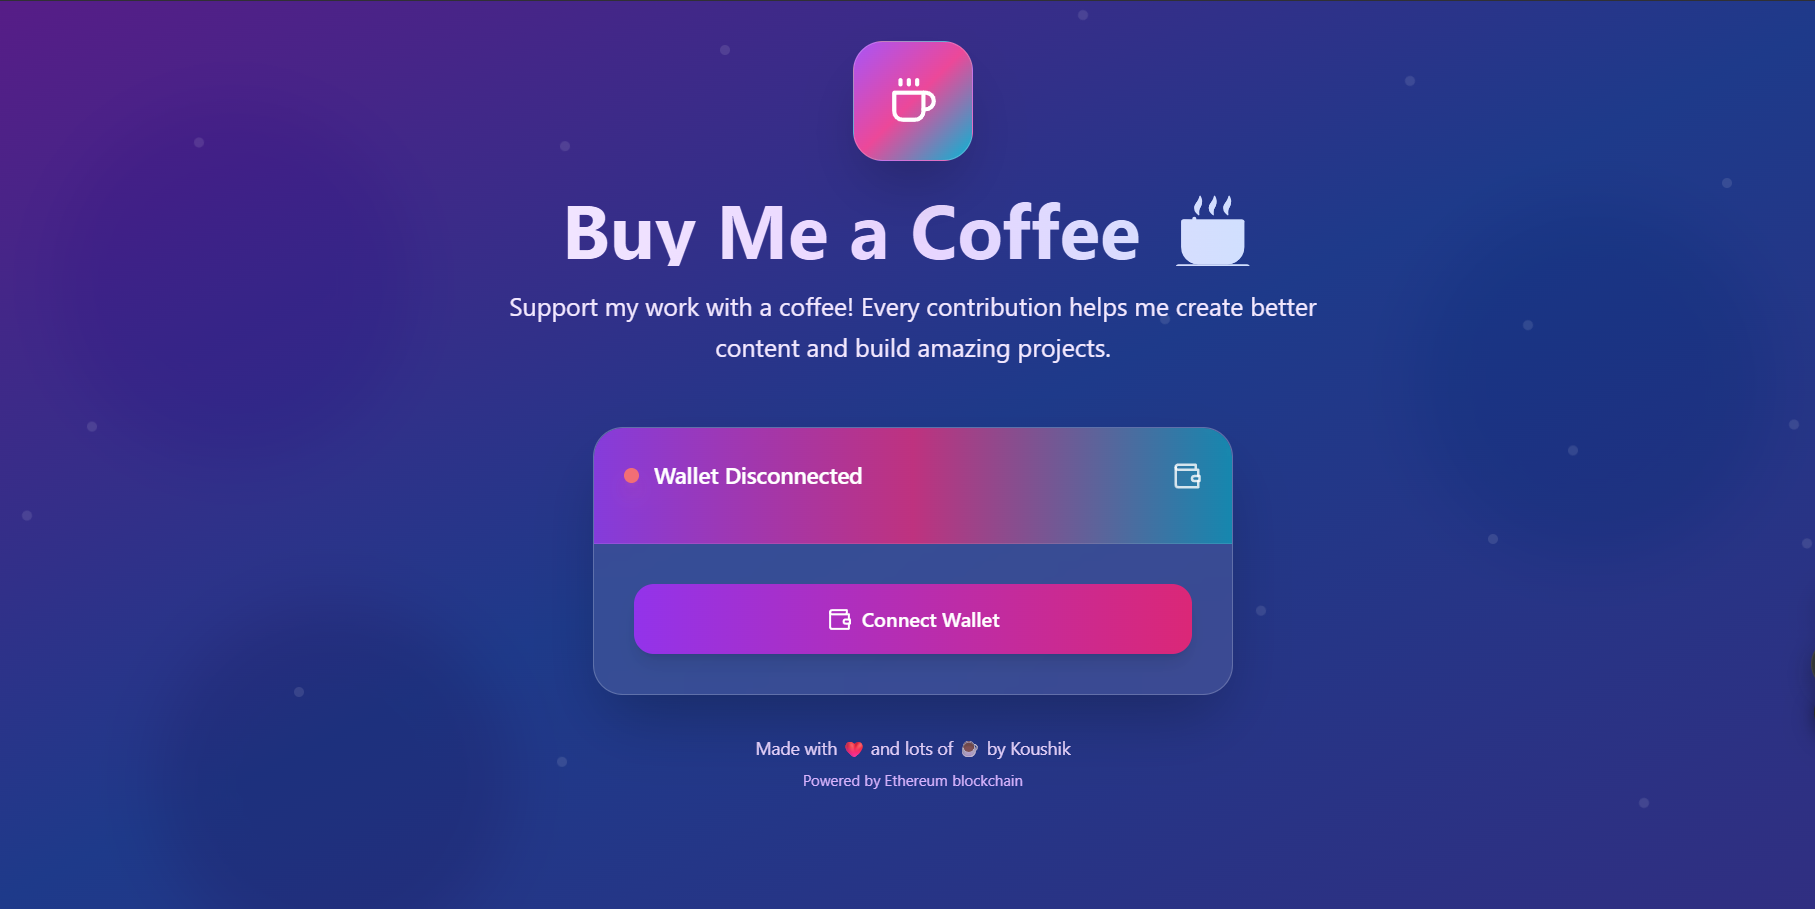 Buy Me a Coffee ☕
Support my work with a coffee! Every contribution helps me create better
content and build amazing projects.
Wallet Disconnected
Connect Wallet
Made with ❤️ and lots of ☕ by Koushik
Powered by Ethereum blockchain